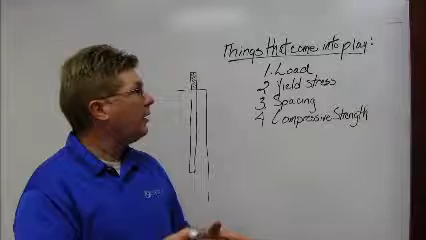 Things that come into play:
1. Load
2 Yield stress
3. Spacing
4 Compressive Strength